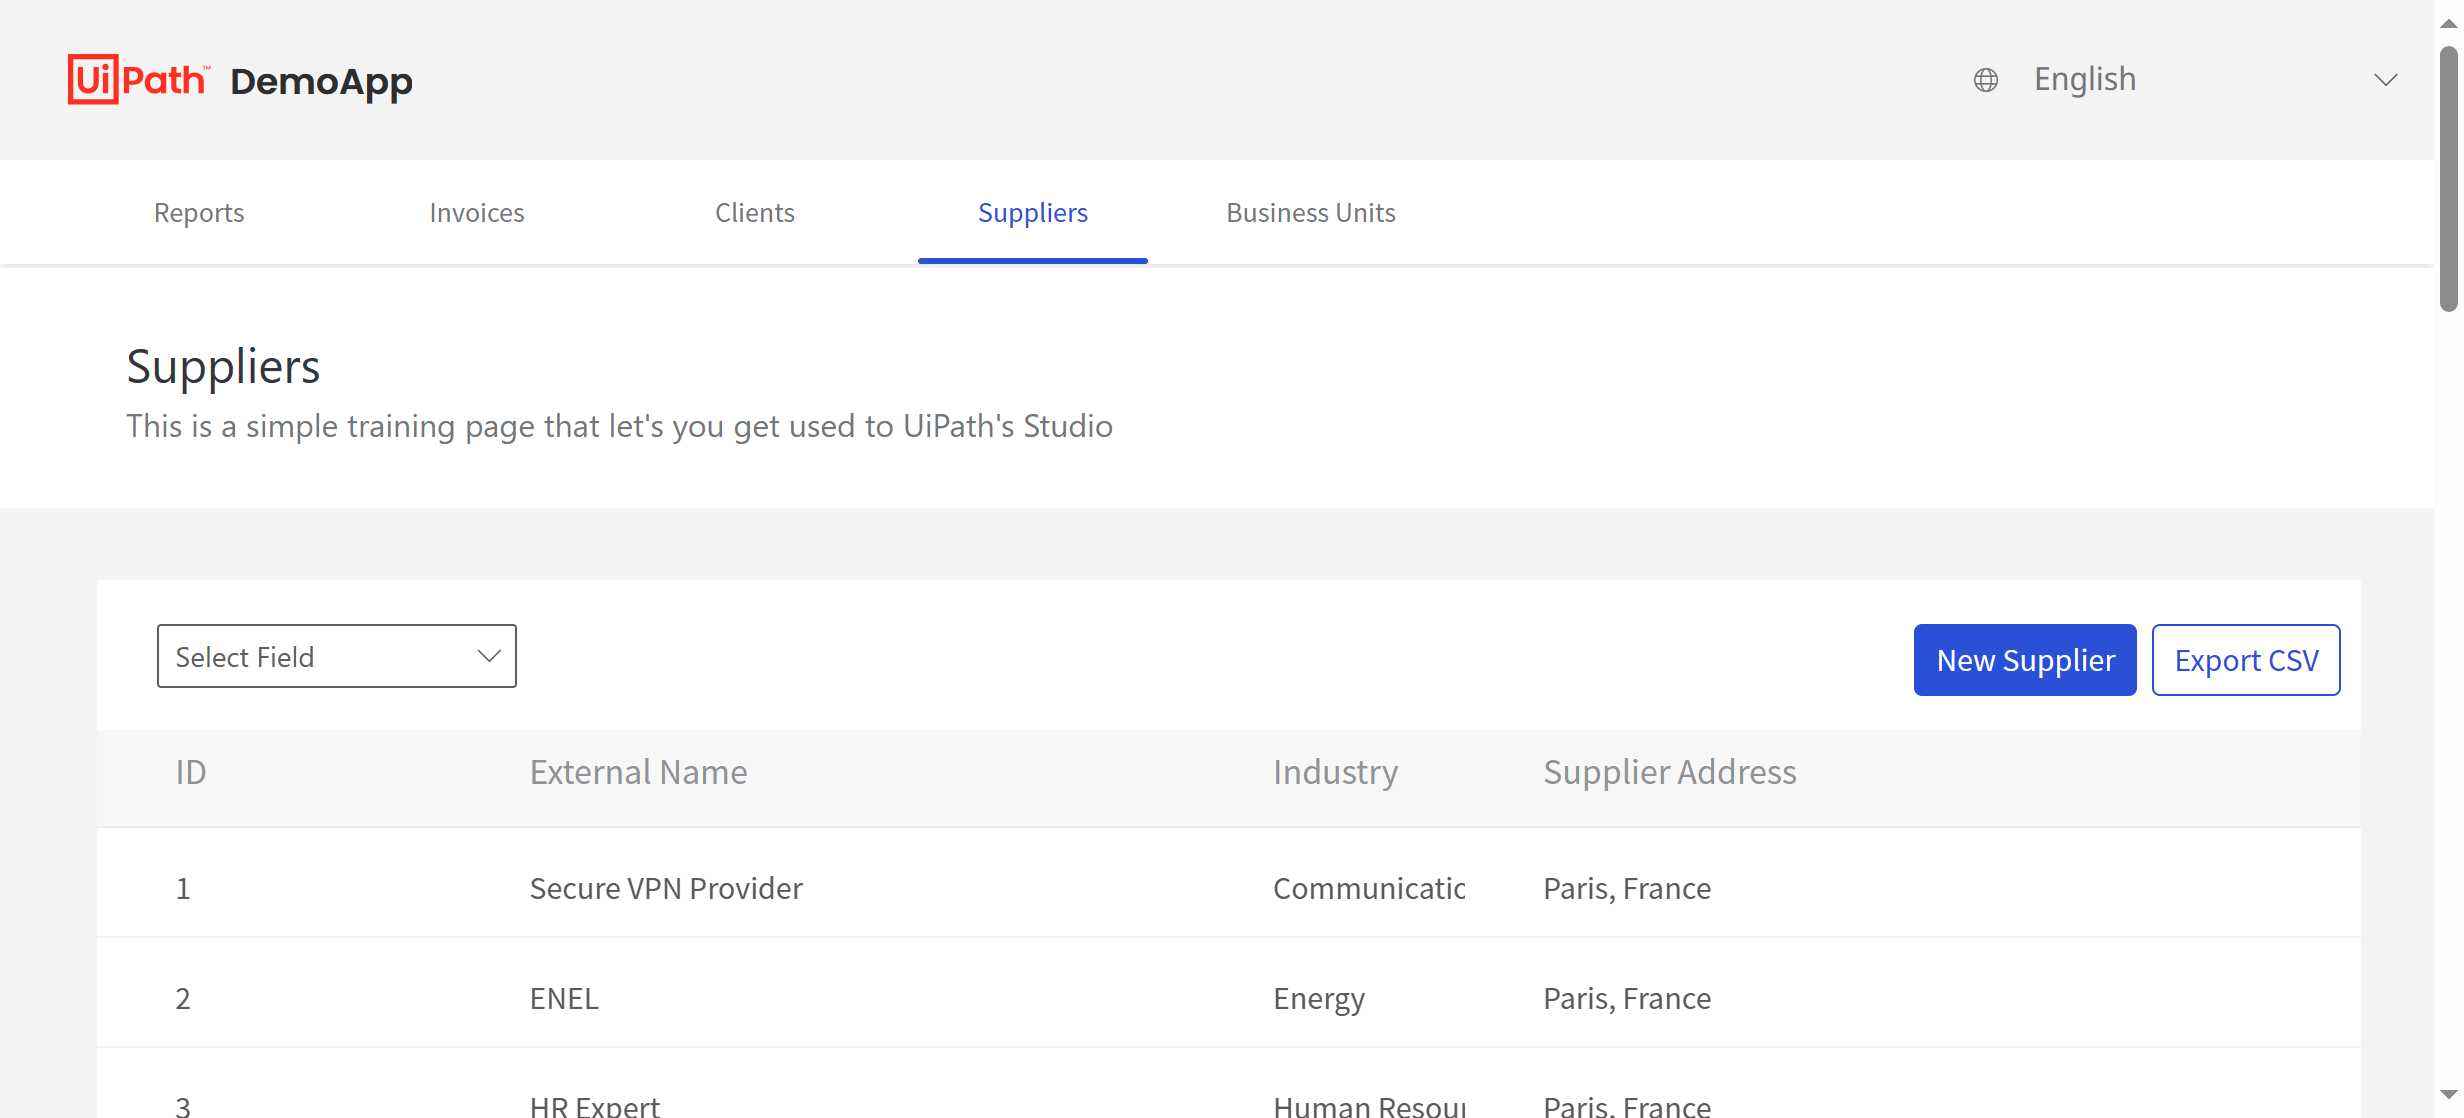 UiPath™ DemoApp
English
Reports Invoices Clients Suppliers Business Units
Suppliers
This is a simple training page that let's you get used to UiPath's Studio
Select Field New Supplier Export CSV
ID External Name Industry Supplier Address
1 Secure VPN Provider Communicatic Paris, France
2 ENEL Energy Paris, France
3 HR Expert Human Resour Paris, France